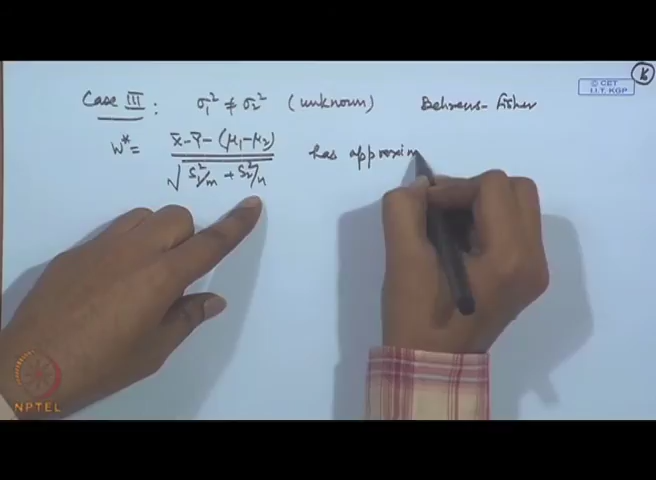 © CET
I.I.T. KGP
K
Case III : σ₁² ≠ σ₂² (unknown) Behrens - Fisher
W* = (x̄ - ȳ - (μ₁-μ₂)) / √(S₁²/m + S₂²/n) has approxim
NPTEL